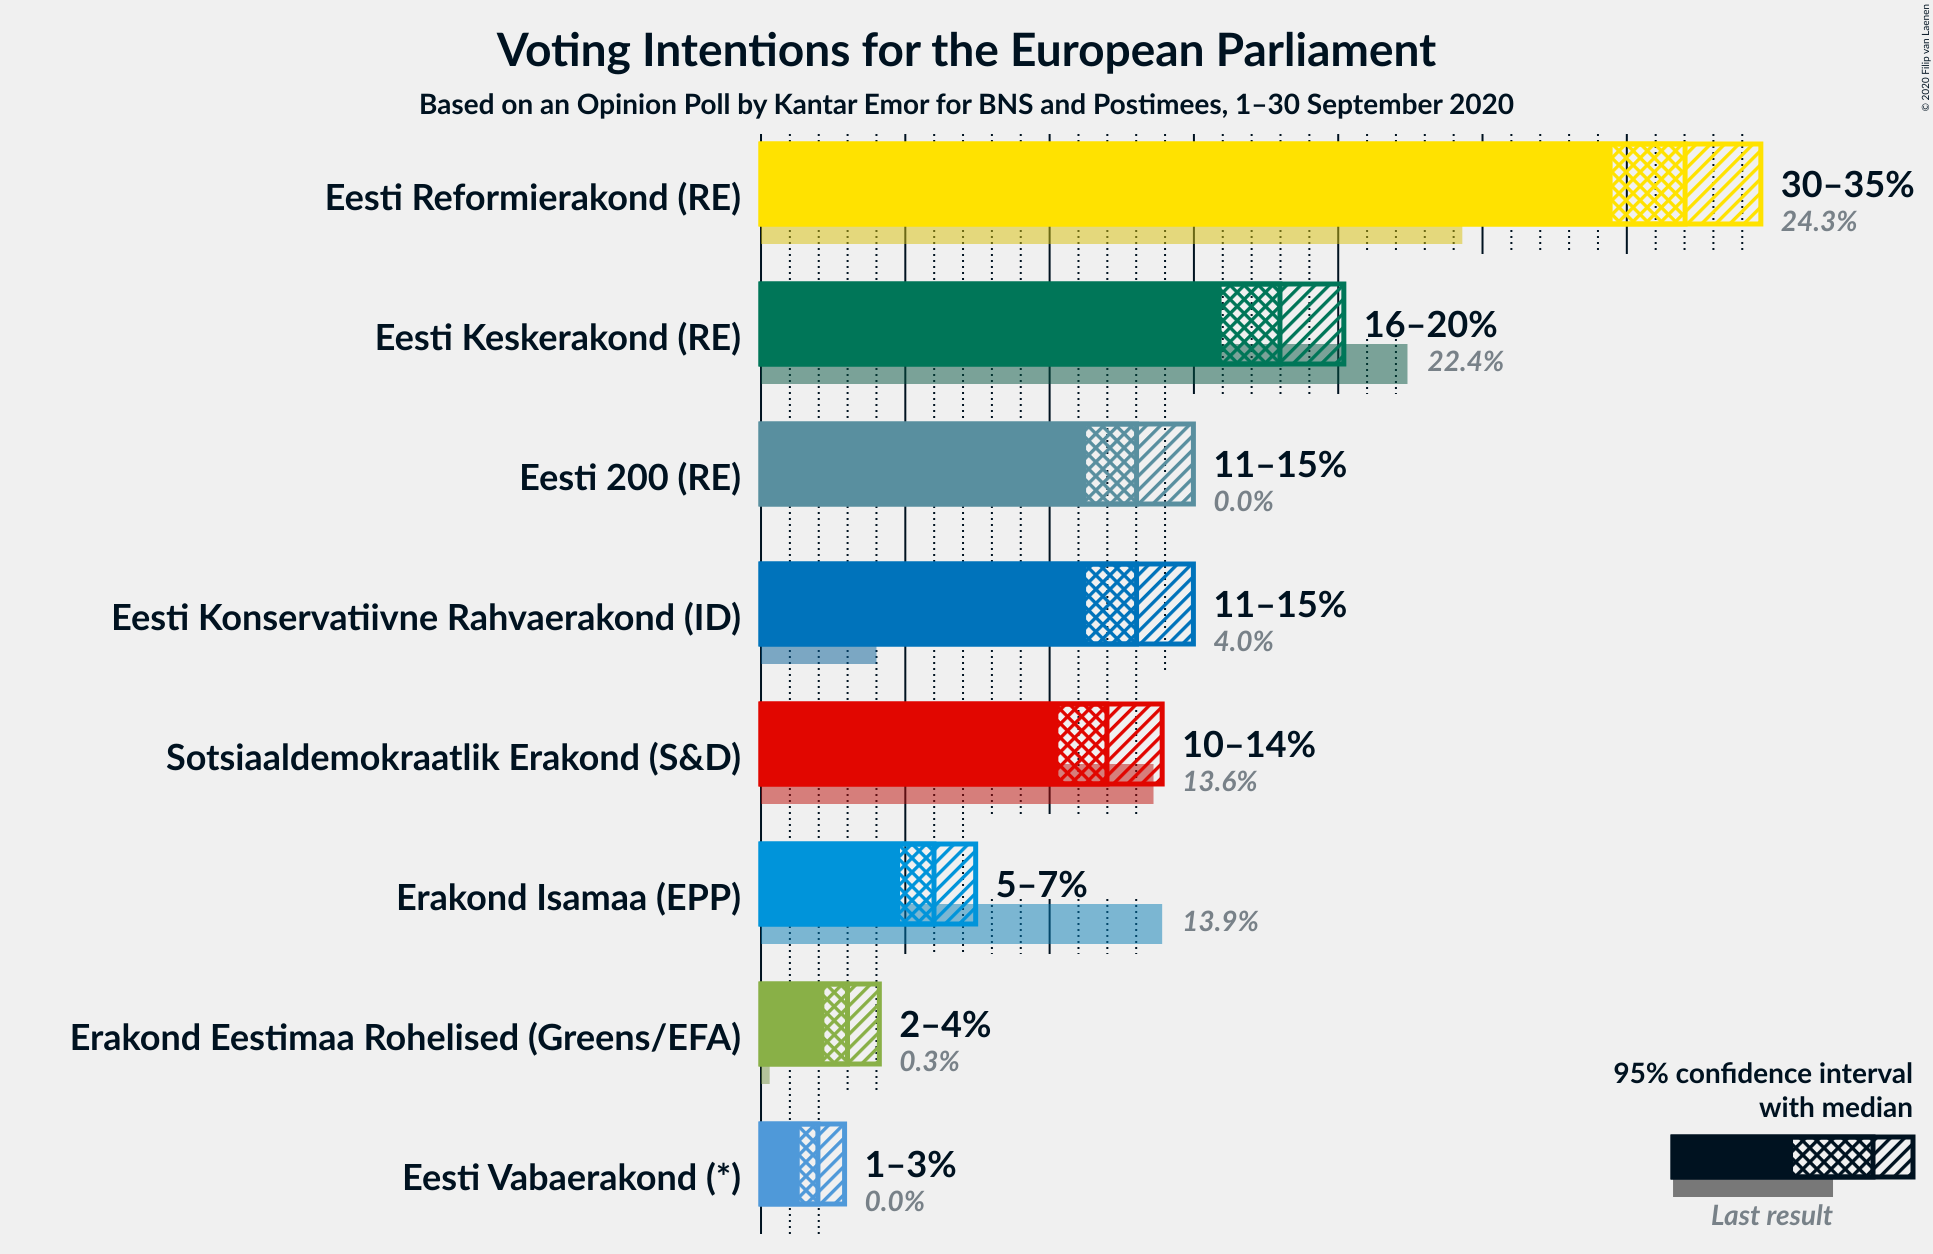 Voting Intentions for the European Parliament
Based on an Opinion Poll by Kantar Emor for BNS and Postimees, 1–30 September 2020
© 2020 Filip van Laenen
Eesti Reformierakond (RE)
30–35%
24.3%
Eesti Keskerakond (RE)
16–20%
22.4%
Eesti 200 (RE)
11–15%
0.0%
Eesti Konservatiivne Rahvaerakond (ID)
11–15%
4.0%
Sotsiaaldemokraatlik Erakond (S&D)
10–14%
13.6%
Erakond Isamaa (EPP)
5–7%
13.9%
Erakond Eestimaa Rohelised (Greens/EFA)
2–4%
0.3%
Eesti Vabaerakond (*)
1–3%
0.0%
95% confidence interval
with median
Last result